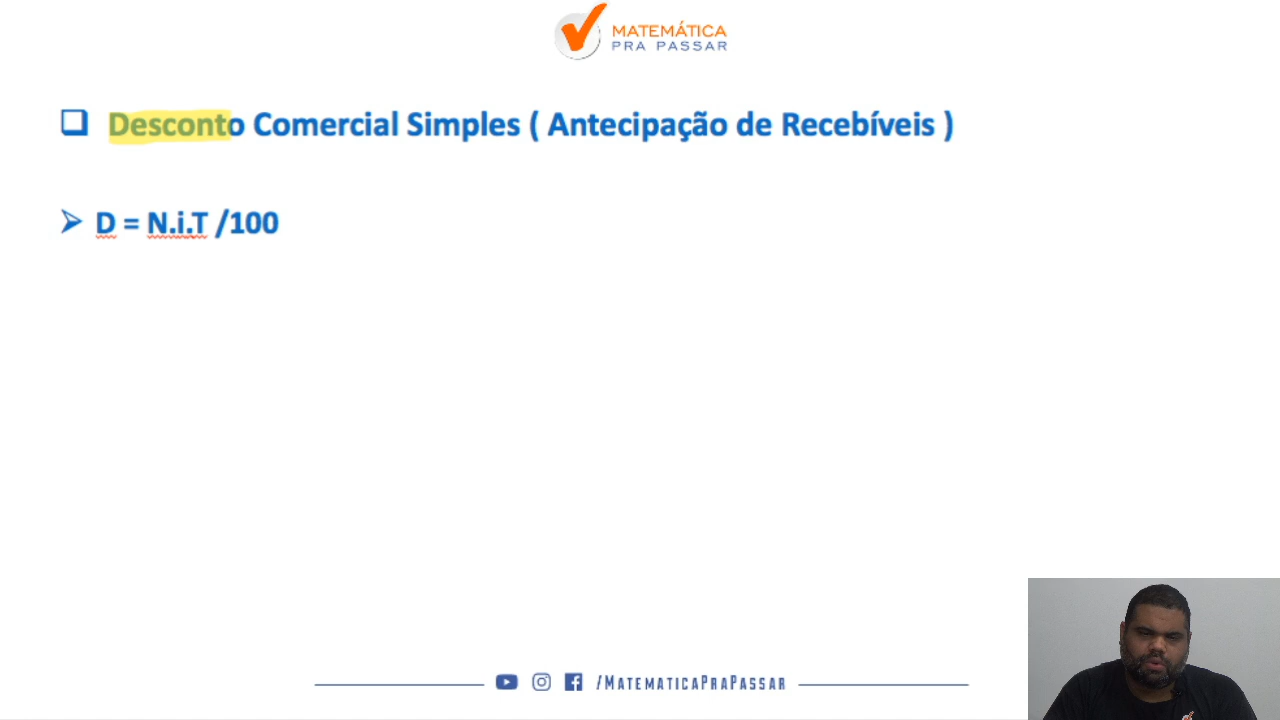 MATEMÁTICA
PRA PASSAR
Desconto Comercial Simples ( Antecipação de Recebíveis )
D = N.i.T /100
/MATEMATICAPRAPASSAR